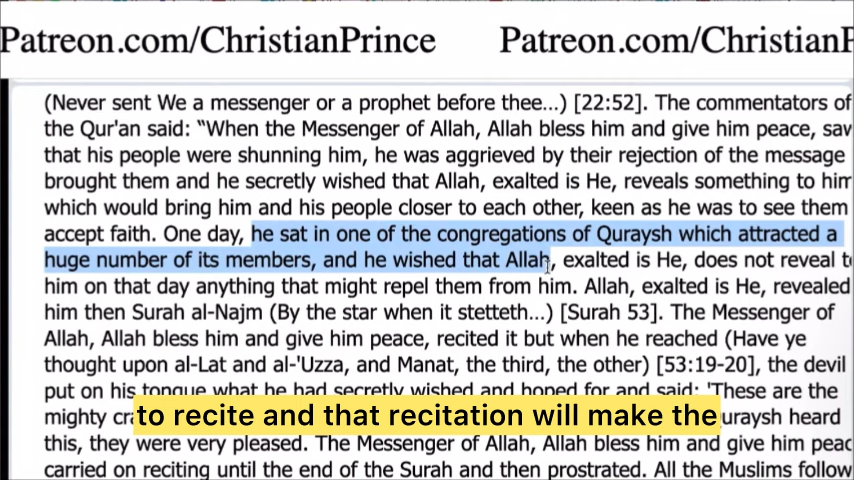 Patreon.com/ChristianPrince Patreon.com/ChristianP
(Never sent We a messenger or a prophet before thee...) [22:52]. The commentators of
the Qur'an said: "When the Messenger of Allah, Allah bless him and give him peace, saw
that his people were shunning him, he was aggrieved by their rejection of the message
brought them and he secretly wished that Allah, exalted is He, reveals something to him
which would bring him and his people closer to each other, keen as he was to see them
accept faith. One day, he sat in one of the congregations of Quraysh which attracted a
huge number of its members, and he wished that Allah, exalted is He, does not reveal to
him on that day anything that might repel them from him. Allah, exalted is He, revealed
him then Surah al-Najm (By the star when it stetteth...) [Surah 53]. The Messenger of
Allah, Allah bless him and give him peace, recited it but when he reached (Have ye
thought upon al-Lat and al-'Uzza, and Manat, the third, the other) [53:19-20], the devil
put on his tongue what he had secretly wished and hoped for and said: 'These are the
mighty uraysh heard
to recite and that recitation will make the
this, they were very pleased. The Messenger of Allah, Allah bless him and give him peac
carried on reciting until the end of the Surah and then prostrated. All the Muslims follow